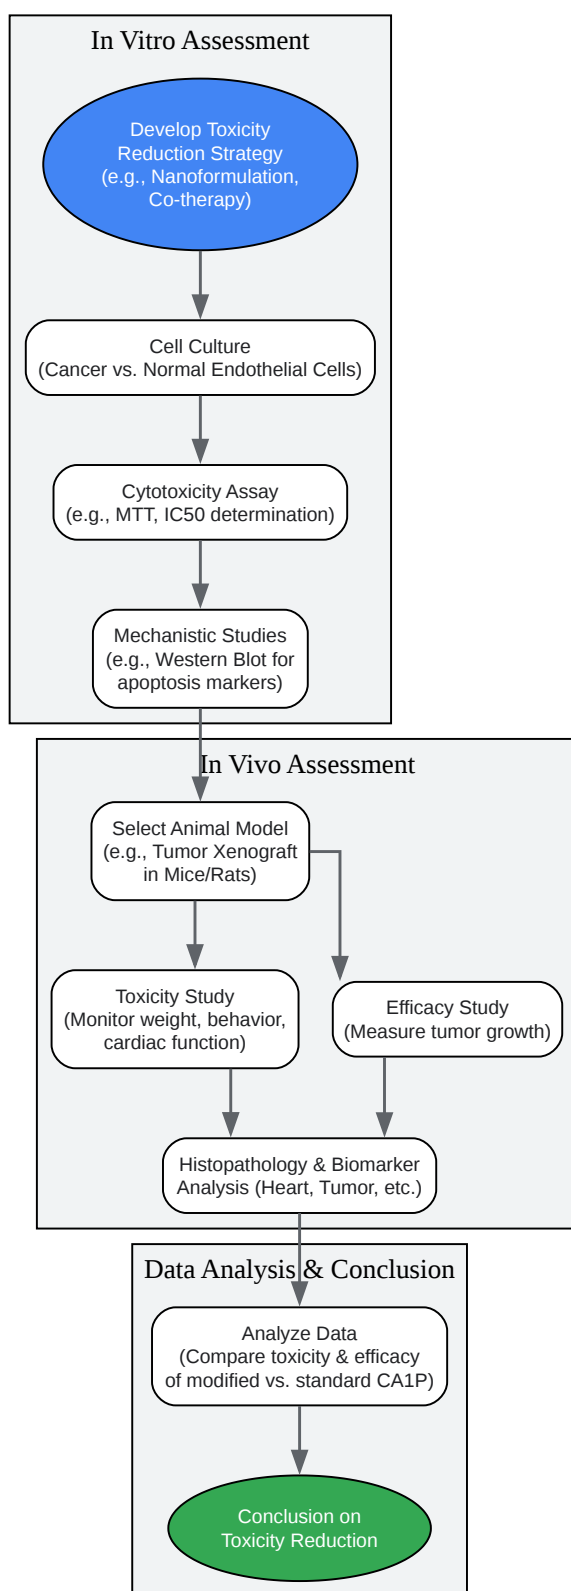 In Vitro Assessment
Develop Toxicity
Reduction Strategy
(e.g., Nanoformulation,
Co-therapy)
Cell Culture
(Cancer vs. Normal Endothelial Cells)
Cytotoxicity Assay
(e.g., MTT, IC50 determination)
Mechanistic Studies
(e.g., Western Blot for
apoptosis markers)
In Vivo Assessment
Select Animal Model
(e.g., Tumor Xenograft
in Mice/Rats)
Toxicity Study
(Monitor weight, behavior,
cardiac function)
Efficacy Study
(Measure tumor growth)
Histopathology & Biomarker
Analysis (Heart, Tumor, etc.)
Data Analysis & Conclusion
Analyze Data
(Compare toxicity & efficacy
of modified vs. standard CA1P)
Conclusion on
Toxicity Reduction